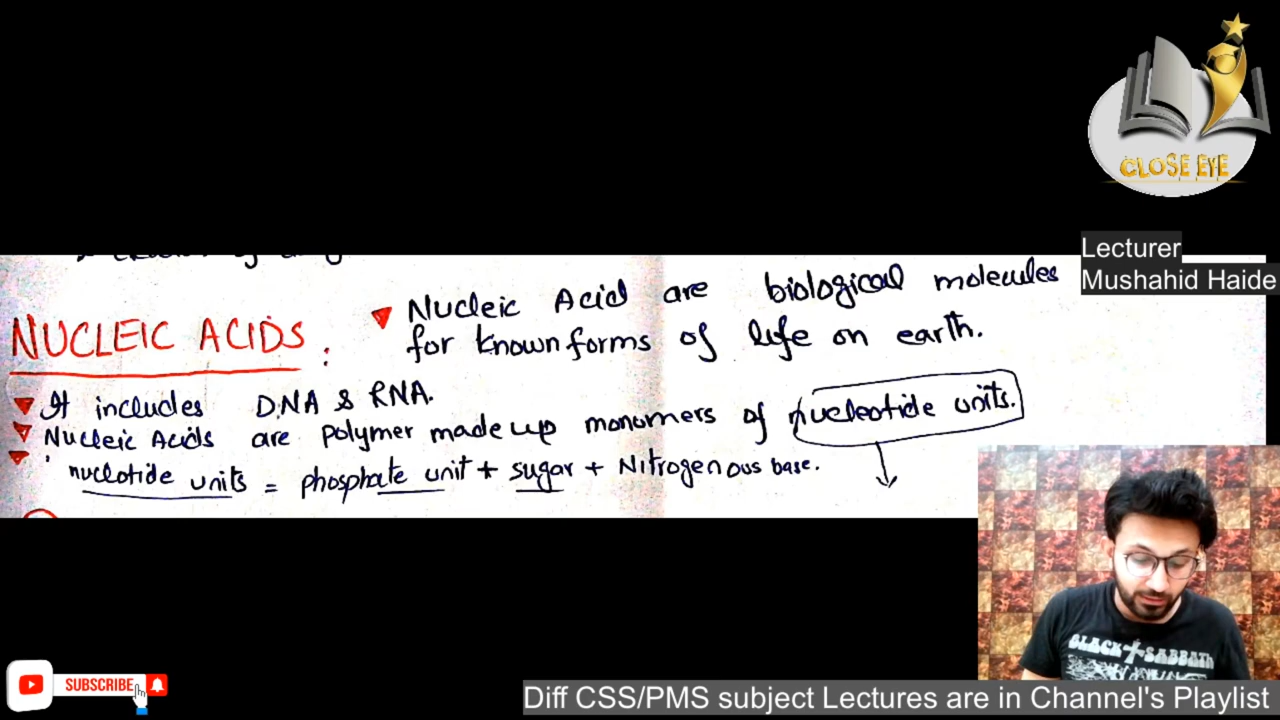 CLOSE EYE
Lecturer
Mushahid Haide
Nucleic Acid are biological molecules
for known forms of life on earth.
NUCLEIC ACIDS:
It includes DNA & RNA.
Nucleic Acids are polymer made up monomers of nucleotide units.
nuclotide units = phosphate unit + sugar + Nitrogenous base.
BLACK SABBATH
SUBSCRIBE
Diff CSS/PMS subject Lectures are in Channel's Playlist